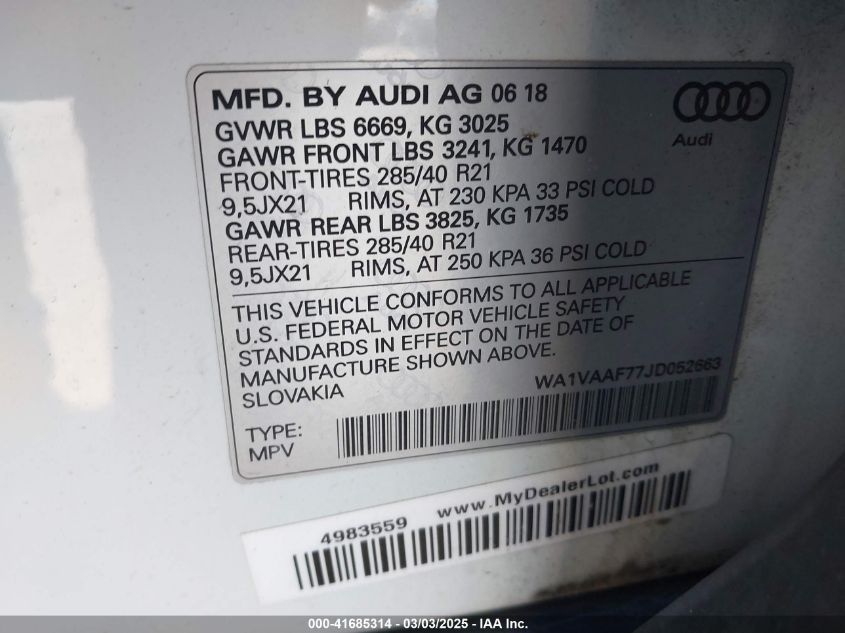 MFD. BY AUDI AG 06 18
GVWR LBS 6669, KG 3025
GAWR FRONT LBS 3241, KG 1470
FRONT-TIRES 285/40 R21
9,5JX21 RIMS, AT 230 KPA 33 PSI COLD
GAWR REAR LBS 3825, KG 1735
REAR-TIRES 285/40 R21
9,5JX21 RIMS, AT 250 KPA 36 PSI COLD
Audi
THIS VEHICLE CONFORMS TO ALL APPLICABLE
U.S. FEDERAL MOTOR VEHICLE SAFETY
STANDARDS IN EFFECT ON THE DATE OF
MANUFACTURE SHOWN ABOVE.
SLOVAKIA
WA1VAAF77JD052663
TYPE:
MPV
4983559 www.MyDealerLot.com
000-41685314 - 03/03/2025 - IAA Inc.